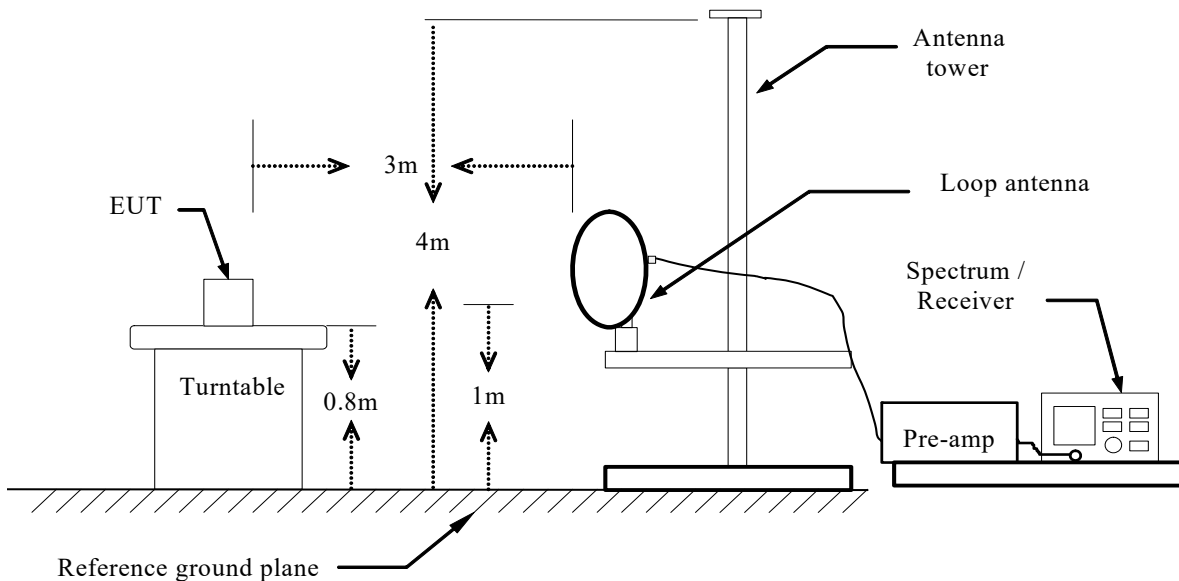 Antenna
tower
3m
Loop antenna
EUT
4m
Spectrum /
Receiver
Turntable
0.8m
1m
Pre-amp
Reference ground plane